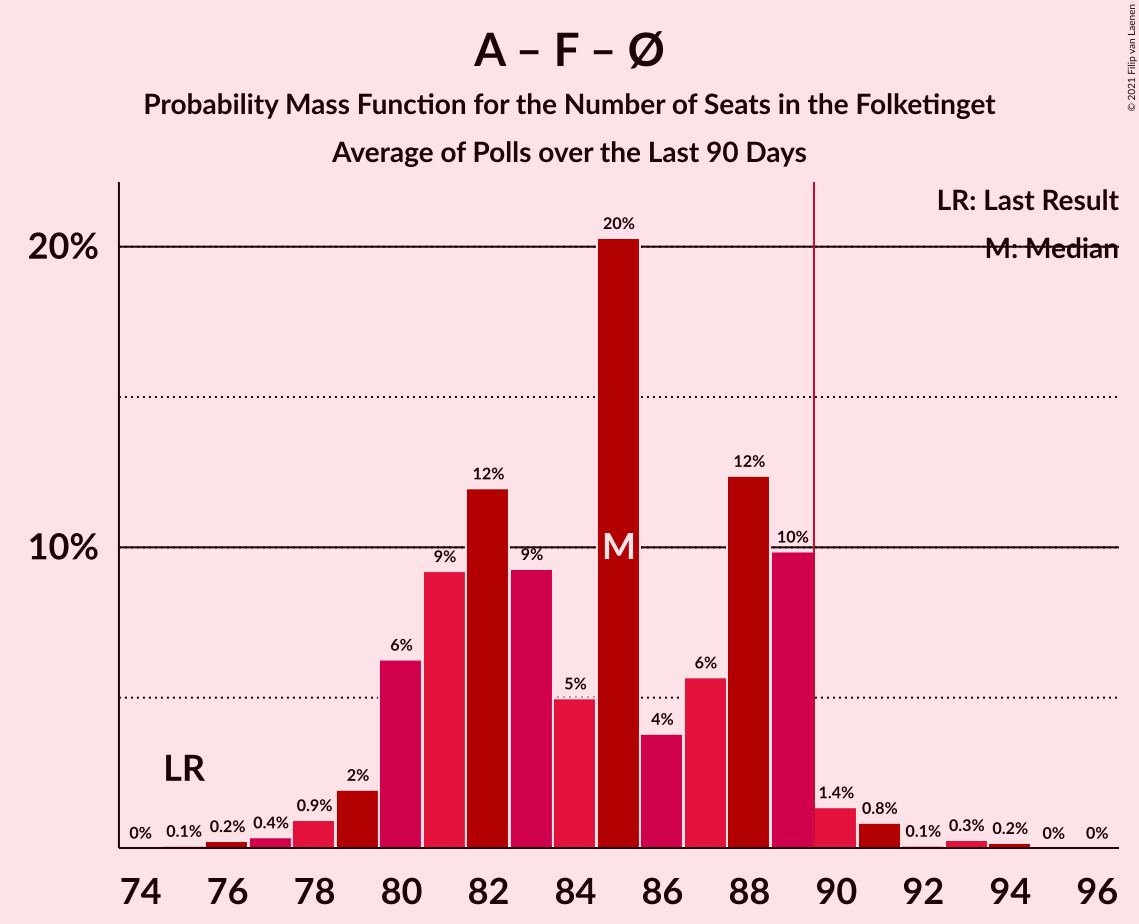 A – F – Ø
Probability Mass Function for the Number of Seats in the Folketinget
Average of Polls over the Last 90 Days
© 2021 Filip van Laenen
LR: Last Result
M: Median
20%
10%
LR
M
0%
0.1%
0.2%
0.4%
0.9%
2%
6%
9%
12%
9%
5%
20%
4%
6%
12%
10%
1.4%
0.8%
0.1%
0.3%
0.2%
0%
0%
74 76 78 80 82 84 86 88 90 92 94 96